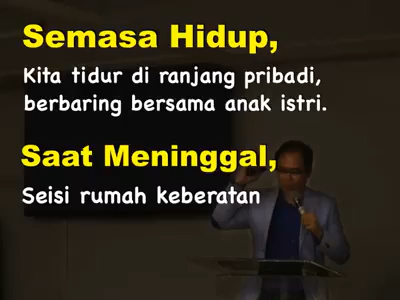 Semasa Hidup,
Kita tidur di ranjang pribadi,
berbaring bersama anak istri.
Saat Meninggal,
Seisi rumah keberatan